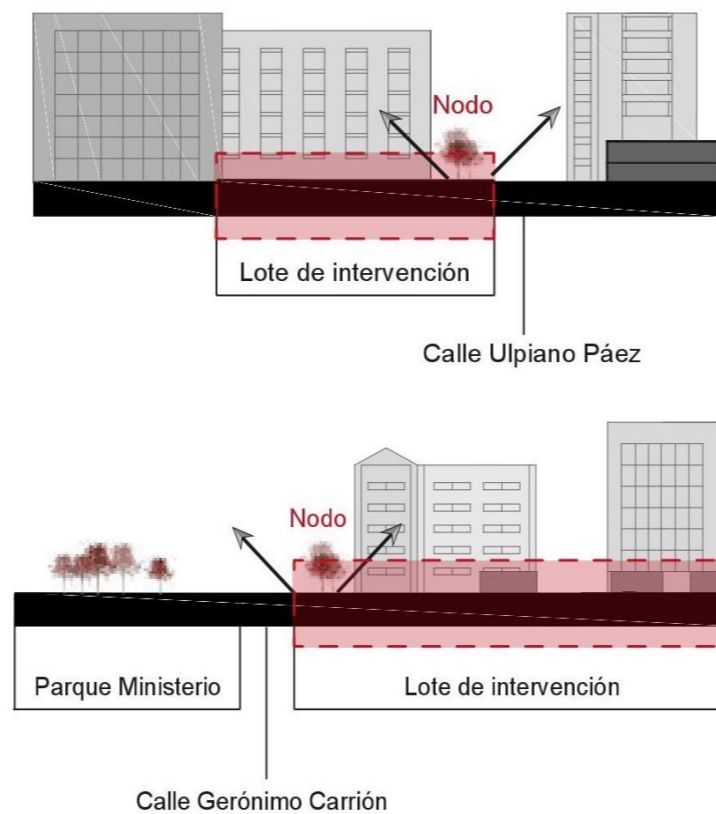 Nodo
Lote de intervención
Calle Ulpiano Páez
Nodo
Parque Ministerio
Lote de intervención
Calle Gerónimo Carrión